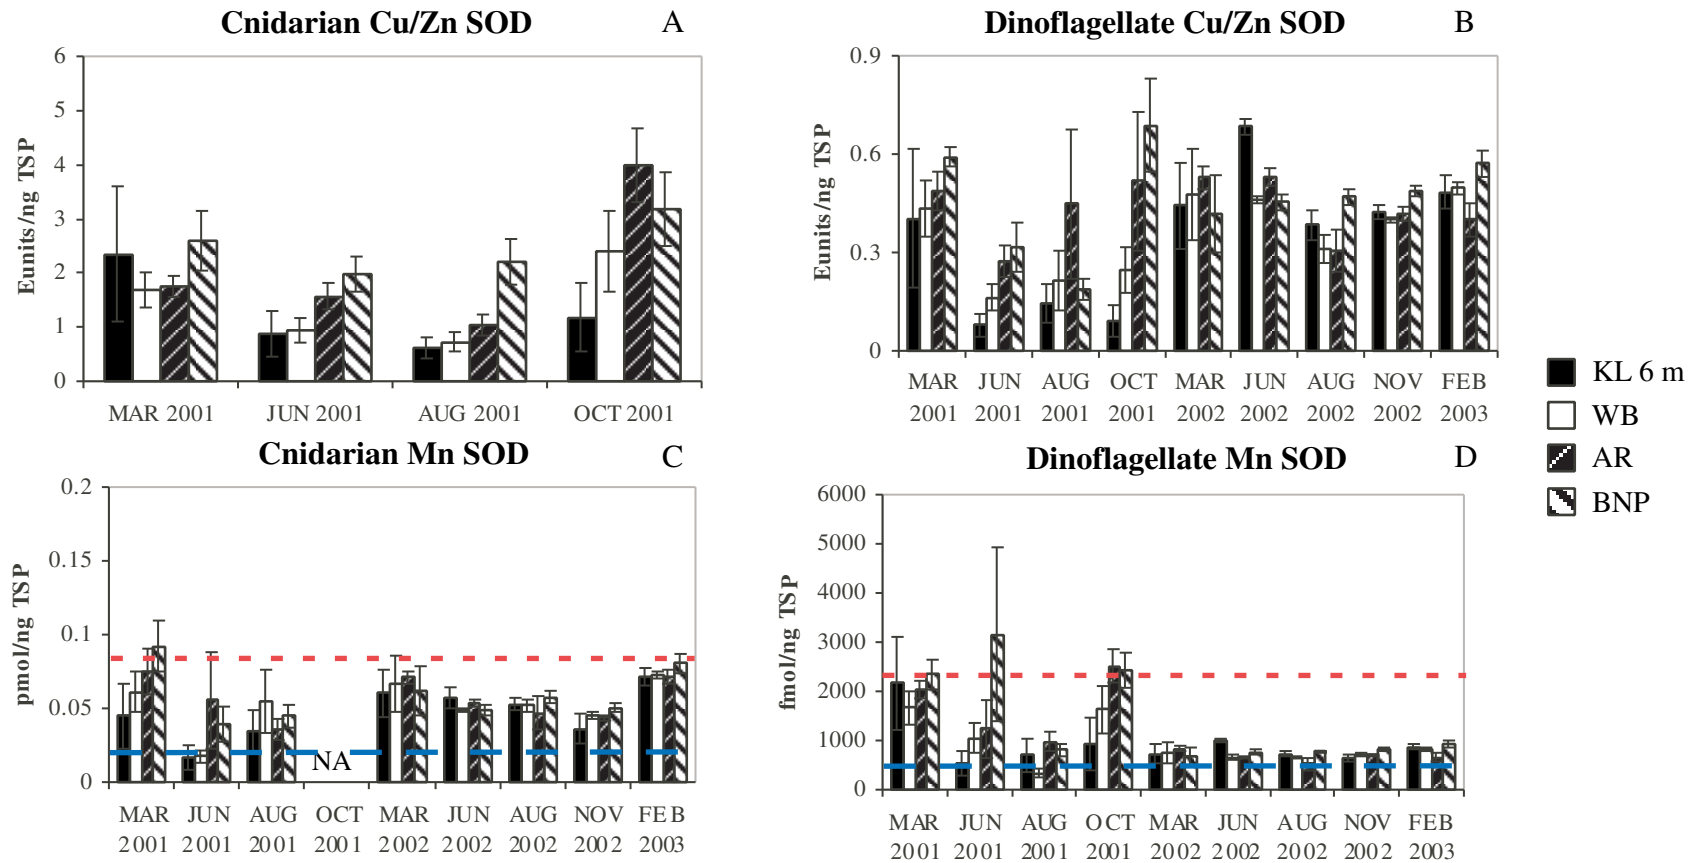 Cnidarian Cu/Zn SOD
A
6
5
4
3
2
1
0
Eunits/ng TSP
MAR 2001
JUN 2001
AUG 2001
OCT 2001
Dinoflagellate Cu/Zn SOD
B
0.9
0.6
0.3
0
Eunits/ng TSP
MAR JUN AUG OCT MAR JUN AUG NOV FEB
2001 2001 2001 2001 2002 2002 2002 2002 2003
KL 6 m
WB
AR
BNP
Cnidarian Mn SOD
C
0.2
0.15
0.1
0.05
0
pmol/ng TSP
NA
MAR JUN AUG OCT MAR JUN AUG NOV FEB
2001 2001 2001 2001 2002 2002 2002 2002 2003
Dinoflagellate Mn SOD
D
6000
5000
4000
3000
2000
1000
0
fmol/ng TSP
MAR JUN AUG OCT MAR JUN AUG NOV FEB
2001 2001 2001 2001 2002 2002 2002 2002 2003